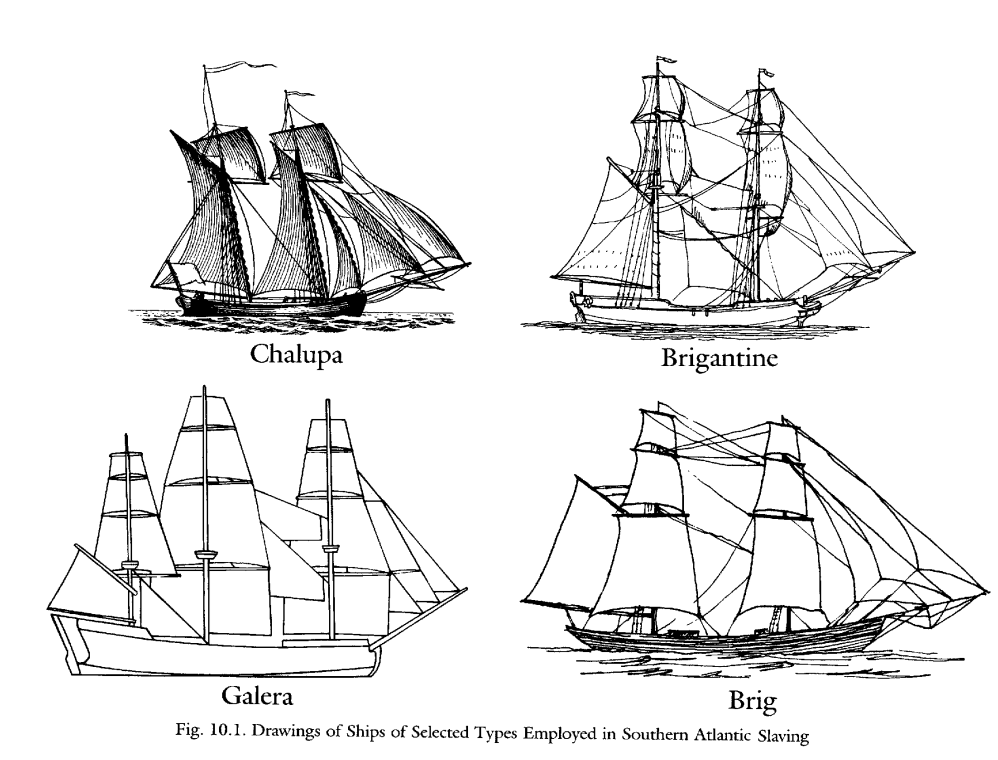 Chalupa
Brigantine
Galera
Brig
Fig. 10.1. Drawings of Ships of Selected Types Employed in Southern Atlantic Slaving